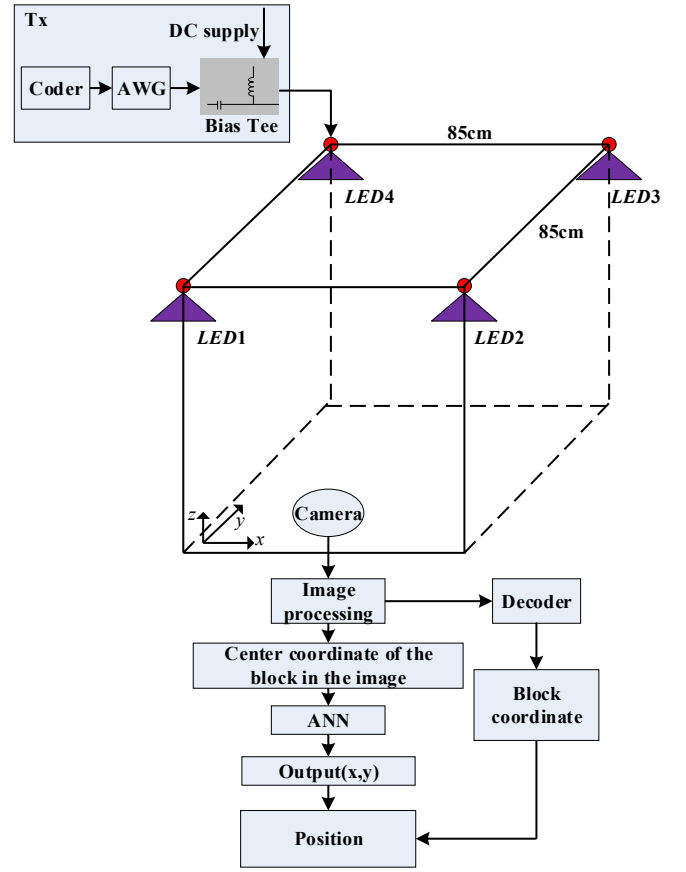 Tx
DC supply
Coder
AWG
Bias Tee
85cm
LED4
LED3
85cm
LED1
LED2
z
y
x
Camera
Image
processing
Decoder
Center coordinate of the
block in the image
Block
coordinate
ANN
Output(x,y)
Position